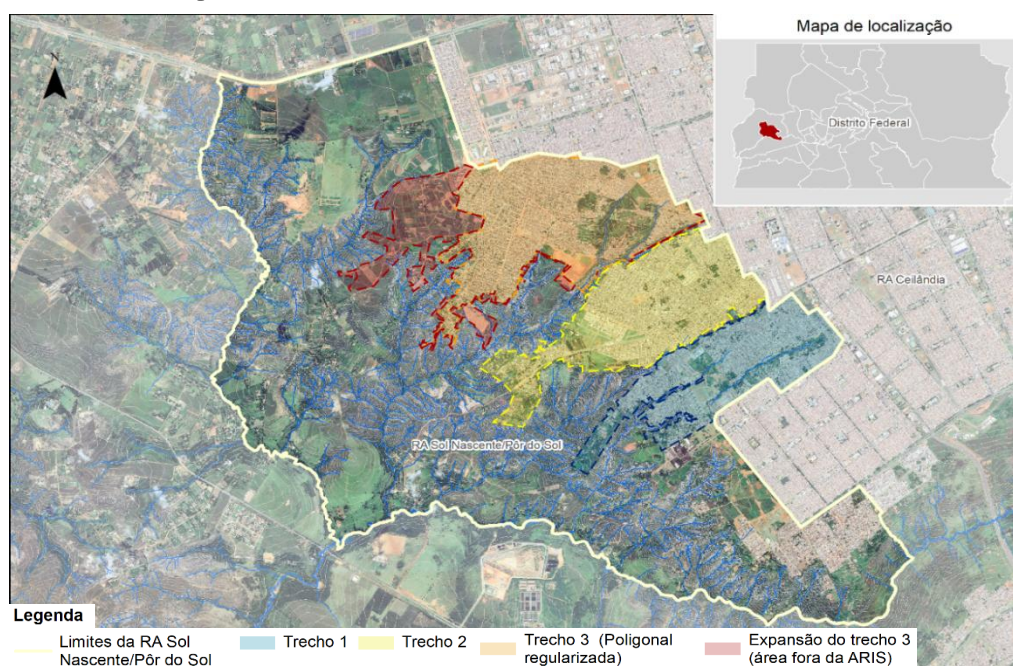 Mapa de localização
Distrito Federal
N
RA Ceilândia
RA Sol Nascente/Pôr do Sol
Legenda
Limites da RA Sol
Nascente/Pôr do Sol
Trecho 1
Trecho 2
Trecho 3 (Poligonal
regularizada)
Expansão do trecho 3
(área fora da ARIS)